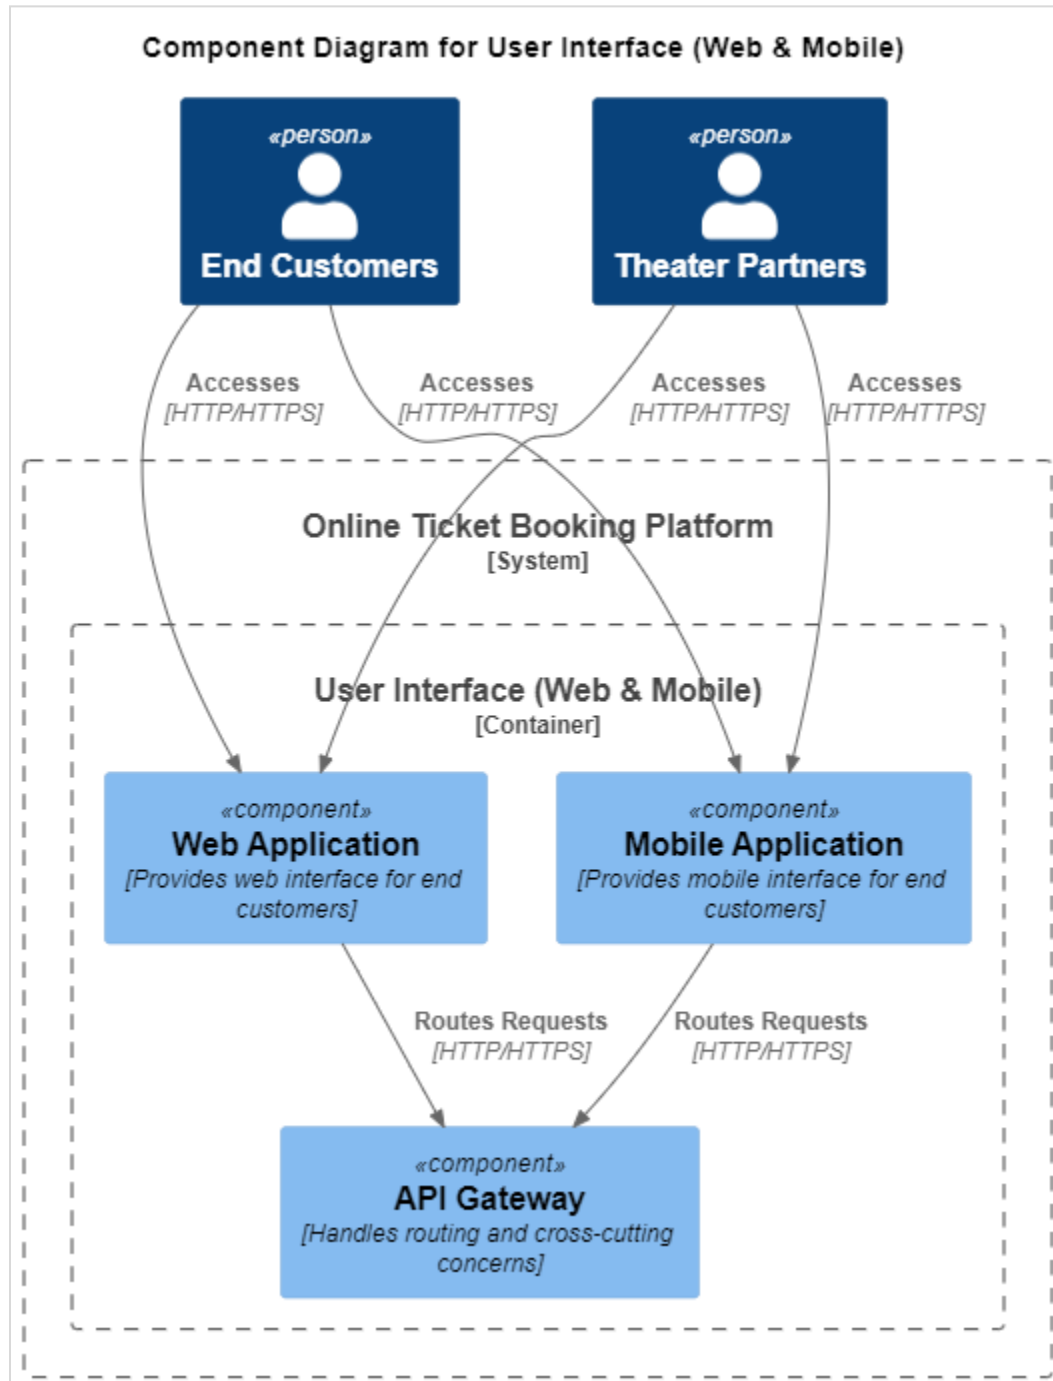 Component Diagram for User Interface (Web & Mobile)
«person»
End Customers
«person»
Theater Partners
Accesses
[HTTP/HTTPS]
Accesses
[HTTP/HTTPS]
Accesses
[HTTP/HTTPS]
Accesses
[HTTP/HTTPS]
Online Ticket Booking Platform
[System]
User Interface (Web & Mobile)
[Container]
«component»
Web Application
[Provides web interface for end
customers]
«component»
Mobile Application
[Provides mobile interface for end
customers]
Routes Requests
[HTTP/HTTPS]
Routes Requests
[HTTP/HTTPS]
«component»
API Gateway
[Handles routing and cross-cutting
concerns]